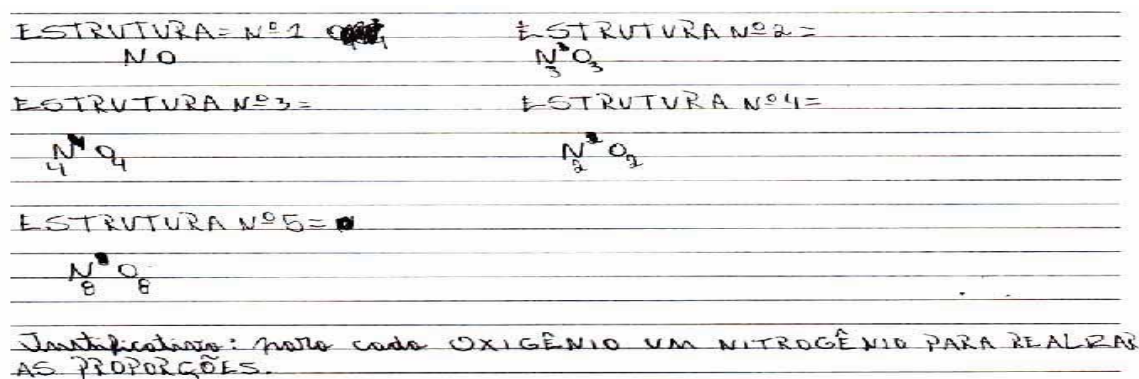 ESTRUTURA= Nº1 ESTRUTURA Nº2=
NO N3O3
ESTRUTURA Nº3= ESTRUTURA Nº4=
N4O4 N2O2
ESTRUTURA Nº5=
N8O8
Justificativa: para cada OXIGÊNIO UM NITROGÊNIO PARA REALIZAR
AS PROPORÇÕES.